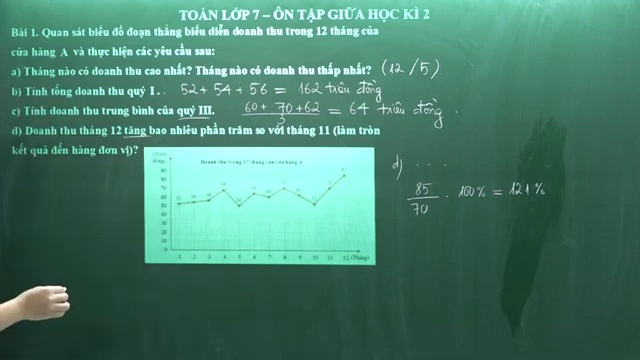 TOÁN LỚP 7 – ÔN TẬP GIỮA HỌC KÌ 2
Bài 1. Quan sát biểu đồ đoạn thẳng biểu diễn doanh thu trong 12 tháng của
cửa hàng A và thực hiện các yêu cầu sau:
a) Tháng nào có doanh thu cao nhất? Tháng nào có doanh thu thấp nhất? (12/5)
b) Tính tổng doanh thu quý I . . 52 + 54 + 56 = 162 triệu đồng
c) Tính doanh thu trung bình của quý III. 60 + 70 + 62 / 3 = 64 triệu đồng .
d) Doanh thu tháng 12 tăng bao nhiêu phần trăm so với tháng 11 (làm tròn
kết quả đến hàng đơn vị)?
d) . . .
85 / 70 . 100% = 121%
Doanh thu trong 12 tháng của cửa hàng A
đồng)
90
80
70
60
50
40
30
20
10
0
1 2 3 4 5 6 7 8 9 10 11 12 (Tháng)